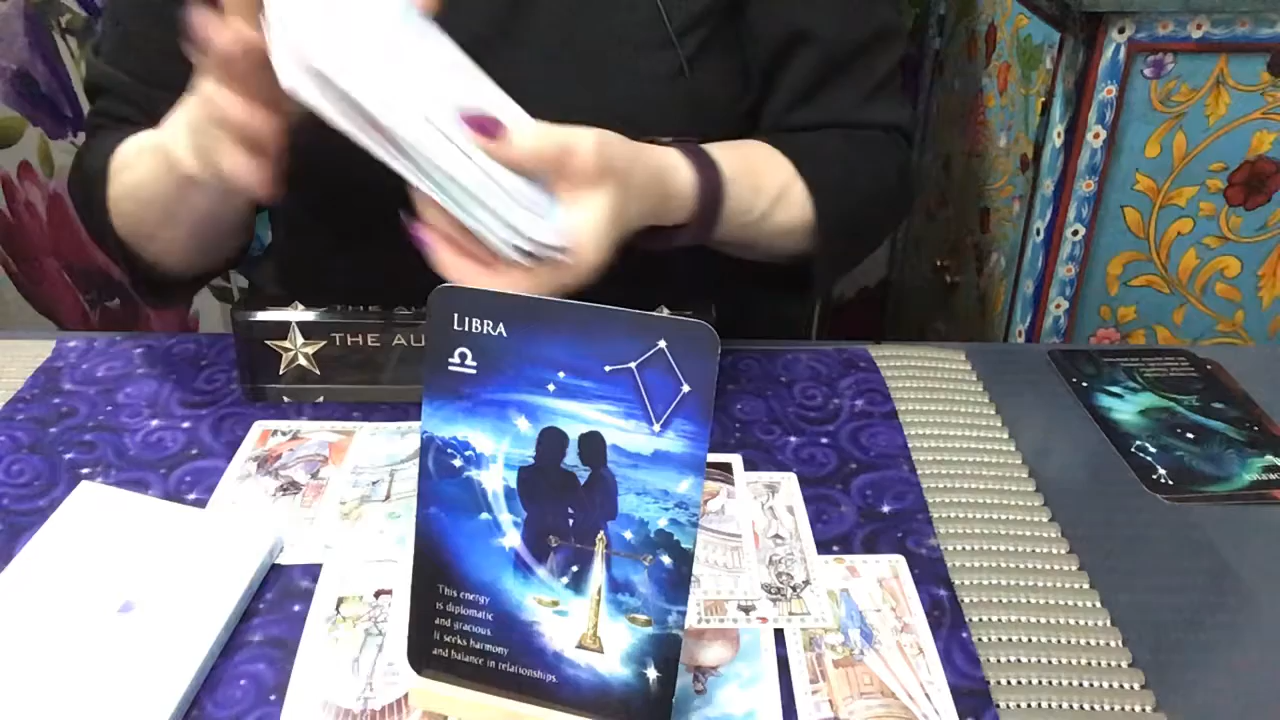 THE AU
LIBRA
This energy
is diplomatic
and gracious.
It seeks harmony
and balance in relationships.